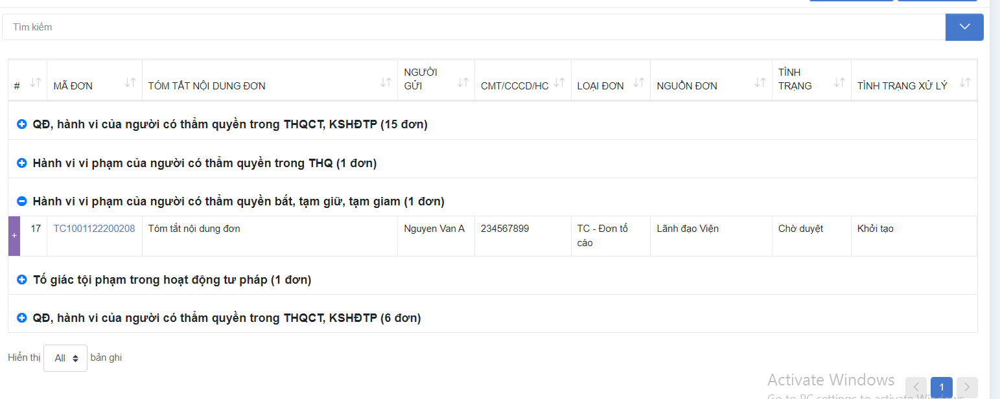 Tìm kiếm
# MÃ ĐƠN TÓM TẮT NỘI DUNG ĐƠN NGƯỜI GỬI CMT/CCCD/HC LOẠI ĐƠN NGUỒN ĐƠN TÌNH TRẠNG TÌNH TRẠNG XỬ LÝ
QĐ, hành vi của người có thẩm quyền trong THQCT, KSHĐTP (15 đơn)
Hành vi vi phạm của người có thẩm quyền trong THQ (1 đơn)
Hành vi vi phạm của người có thẩm quyền bắt, tạm giữ, tạm giam (1 đơn)
+ 17 TC1001122200208 Tóm tắt nội dung đơn Nguyen Van A 234567899 TC - Đơn tố cáo Lãnh đạo Viện Chờ duyệt Khởi tạo
Tố giác tội phạm trong hoạt động tư pháp (1 đơn)
QĐ, hành vi của người có thẩm quyền trong THQCT, KSHĐTP (6 đơn)
Hiển thị All bản ghi
Activate Windows
1
Go to PC settings to activate Windows.